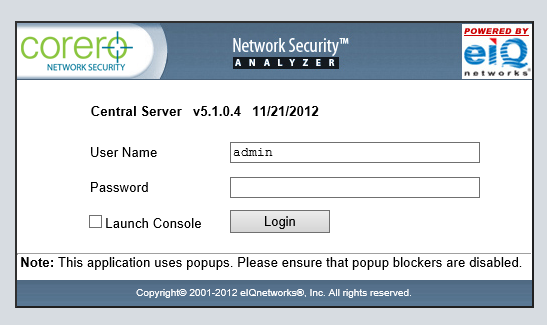 corero
NETWORK SECURITY
Network Security™
ANALYZER
POWERED BY
eIQ
networks®
Central Server v5.1.0.4 11/21/2012
User Name admin
Password
Launch Console Login
Note: This application uses popups. Please ensure that popup blockers are disabled.
Copyright© 2001-2012 eIQnetworks®, Inc. All rights reserved.